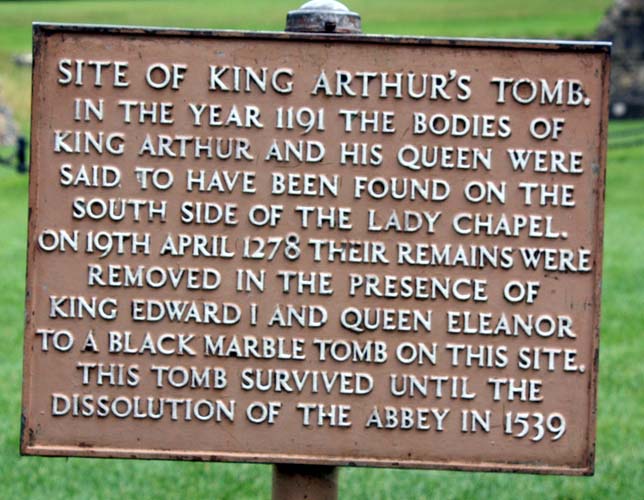 SITE OF KING ARTHUR'S TOMB.
IN THE YEAR 1191 THE BODIES OF
KING ARTHUR AND HIS QUEEN WERE
SAID TO HAVE BEEN FOUND ON THE
SOUTH SIDE OF THE LADY CHAPEL.
ON 19TH APRIL 1278 THEIR REMAINS WERE
REMOVED IN THE PRESENCE OF
KING EDWARD I AND QUEEN ELEANOR
TO A BLACK MARBLE TOMB ON THIS SITE.
THIS TOMB SURVIVED UNTIL THE
DISSOLUTION OF THE ABBEY IN 1539